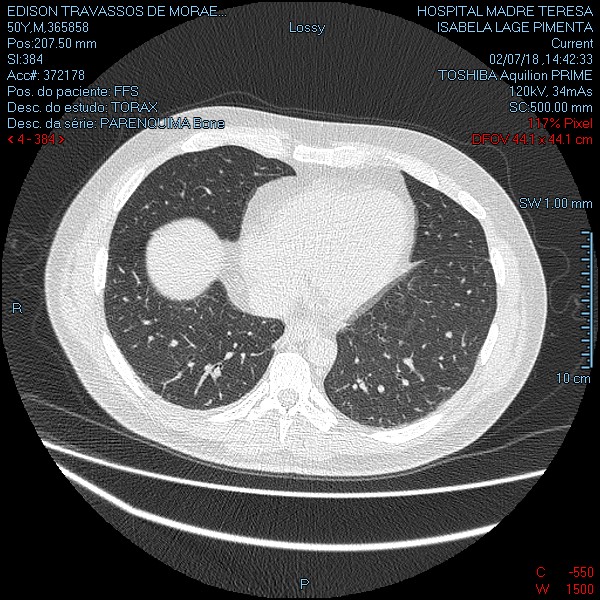 EDISON TRAVASSOS DE MORAE...
50Y,M,365858
Pos:207.50 mm
SI:384
Acc#: 372178
Pos. do paciente: FFS
Desc. do estudo: TORAX
Desc. da série: PARENQUIMA Bone
< 4 - 384 >
Lossy
HOSPITAL MADRE TERESA
ISABELA LAGE PIMENTA
Current
02/07/18 ,14:42:33
TOSHIBA Aquilion PRIME
120kV, 34mAs
SC:500.00 mm
117% Pixel
DFOV 44.1 x 44.1 cm
SW 1.00 mm
R
10 cm
P
C -550
W 1500